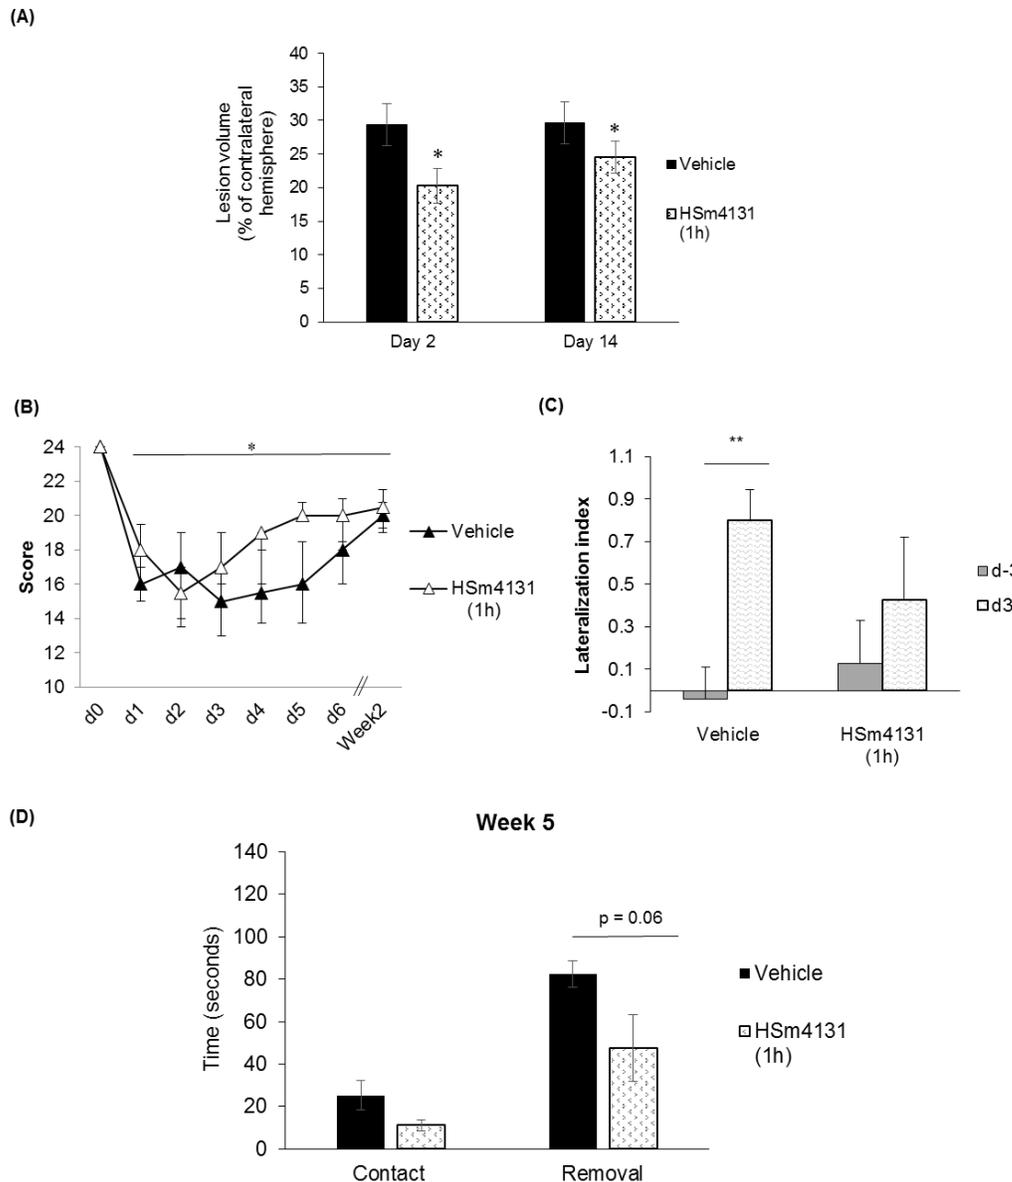 (A)
40
35
30
25
20
15
10
5
0
Lesion volume
(% of contralateral
hemisphere)
*
*
Day 2
Day 14
Vehicle
HSm4131
(1h)
(B)
24
22
20
18
16
14
12
10
Score
*
d0
d1
d2
d3
d4
d5
d6
Week2
Vehicle
HSm4131
(1h)
(C)
1.1
0.9
0.7
0.5
0.3
0.1
-0.1
Lateralization index
**
Vehicle
HSm4131
(1h)
d-3
d3
(D)
Week 5
140
120
100
80
60
40
20
0
Time (seconds)
p = 0.06
Contact
Removal
Vehicle
HSm4131
(1h)